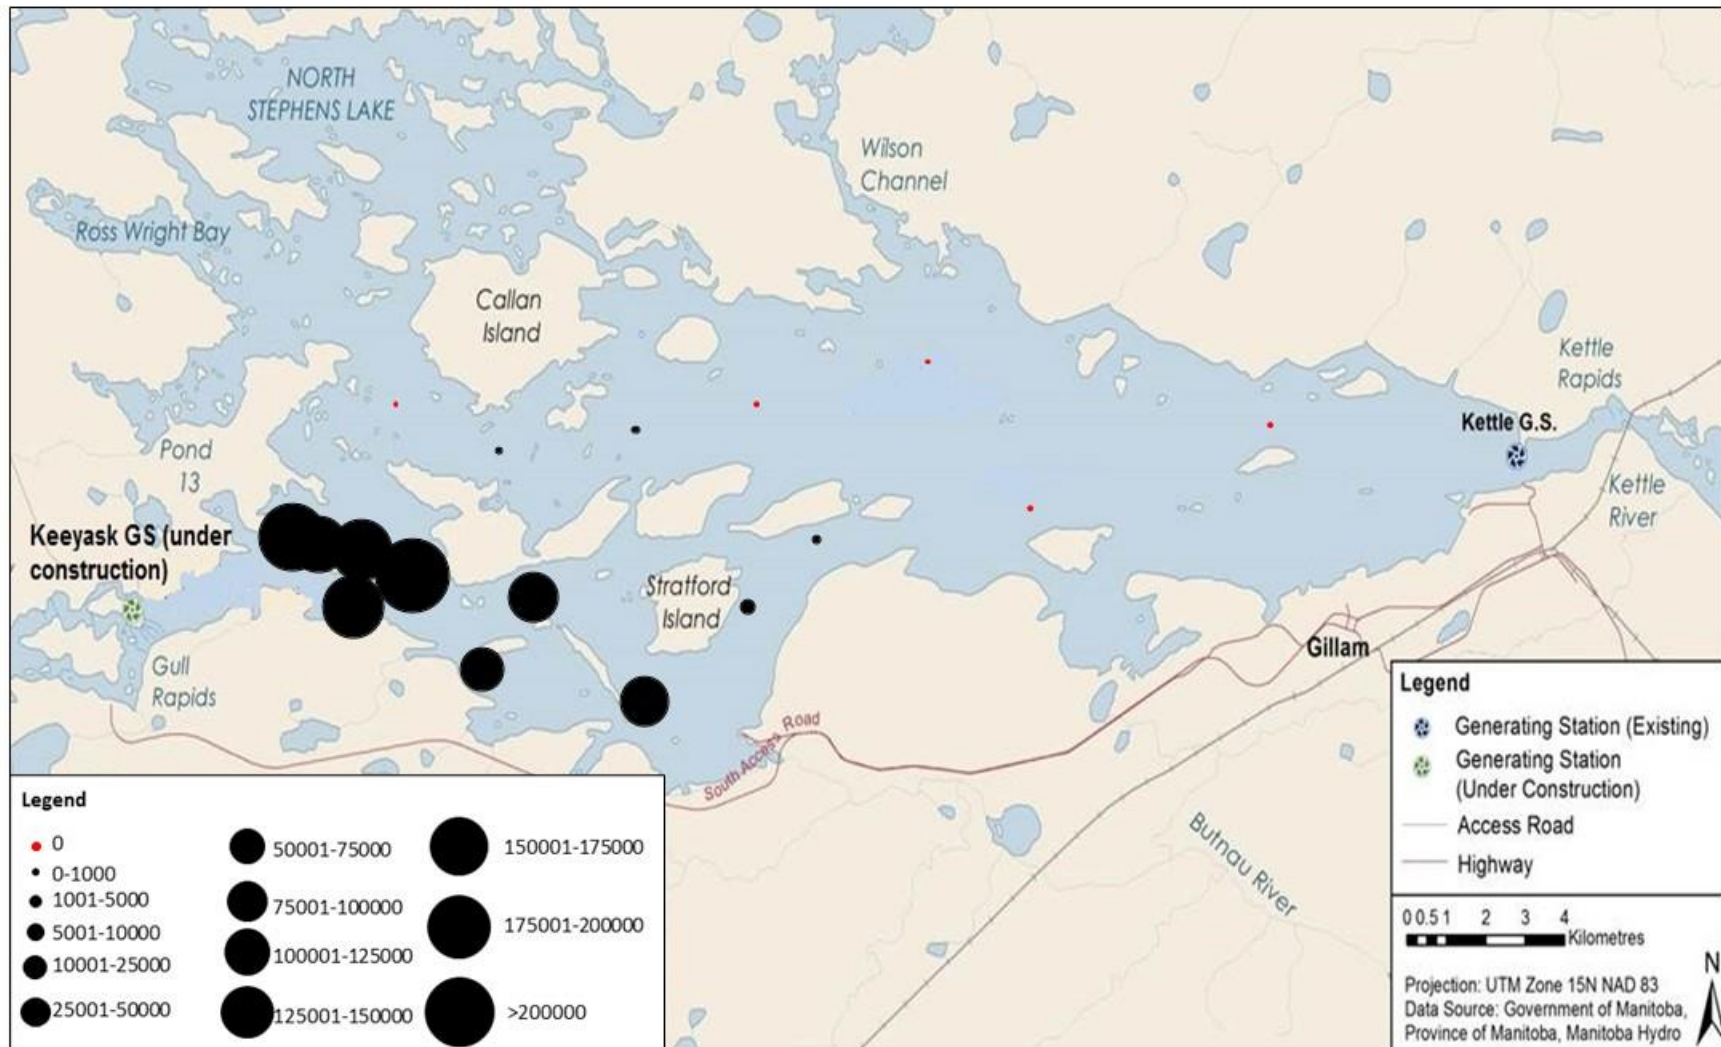 NORTH
STEPHENS LAKE
Wilson
Channel
Ross Wright Bay
Callan
Island
Kettle
Rapids
Kettle G.S.
Pond
13
Kettle
River
Keeyask GS (under
construction)
Stratford
Island
Gillam
Gull
Rapids
South Access Road
Butnau River
Legend
0
0-1000
1001-5000
5001-10000
10001-25000
25001-50000
50001-75000
75001-100000
100001-125000
125001-150000
150001-175000
175001-200000
>200000
Legend
Generating Station (Existing)
Generating Station
(Under Construction)
Access Road
Highway
0 0.5 1 2 3 4
Kilometres
N
Projection: UTM Zone 15N NAD 83
Data Source: Government of Manitoba,
Province of Manitoba, Manitoba Hydro